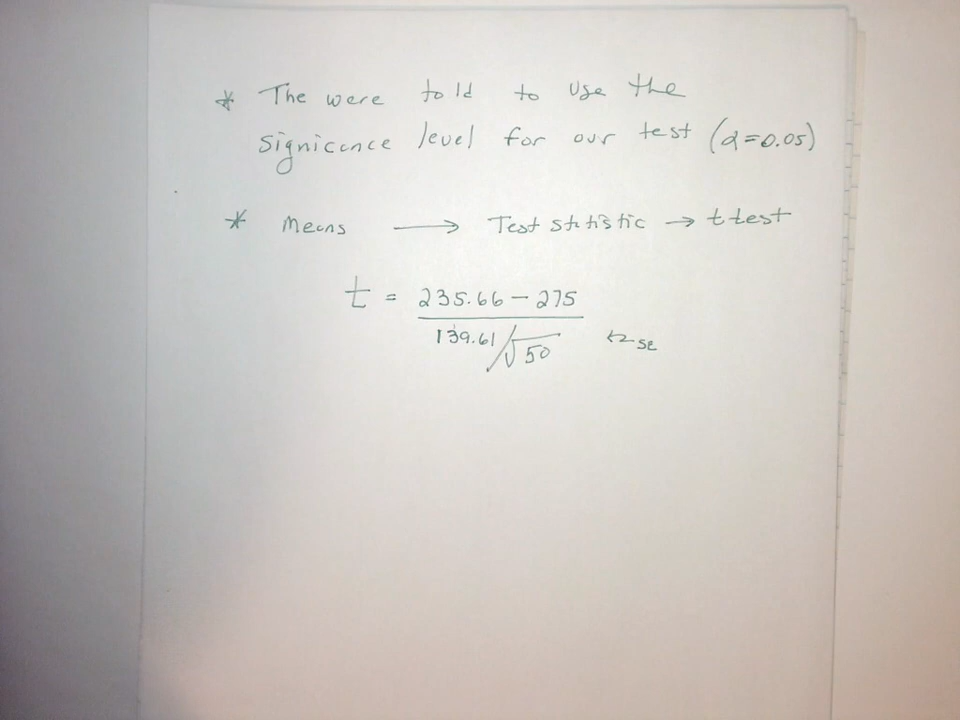 * The were told to use the
signicence level for our test (α=0.05)
* Means → Test statistic → t test
t = 235.66 - 275
139.61/√50 ← SE